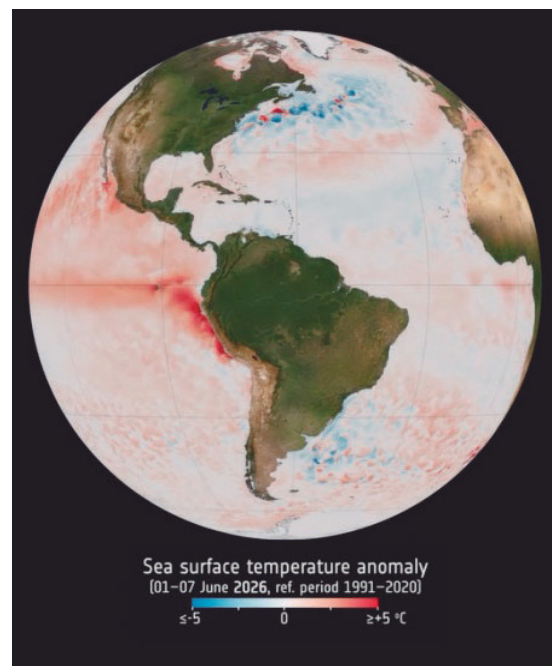 Sea surface temperature anomaly
(01–07 June 2026, ref. period 1991–2020)
≤-5 0 ≥+5 °C